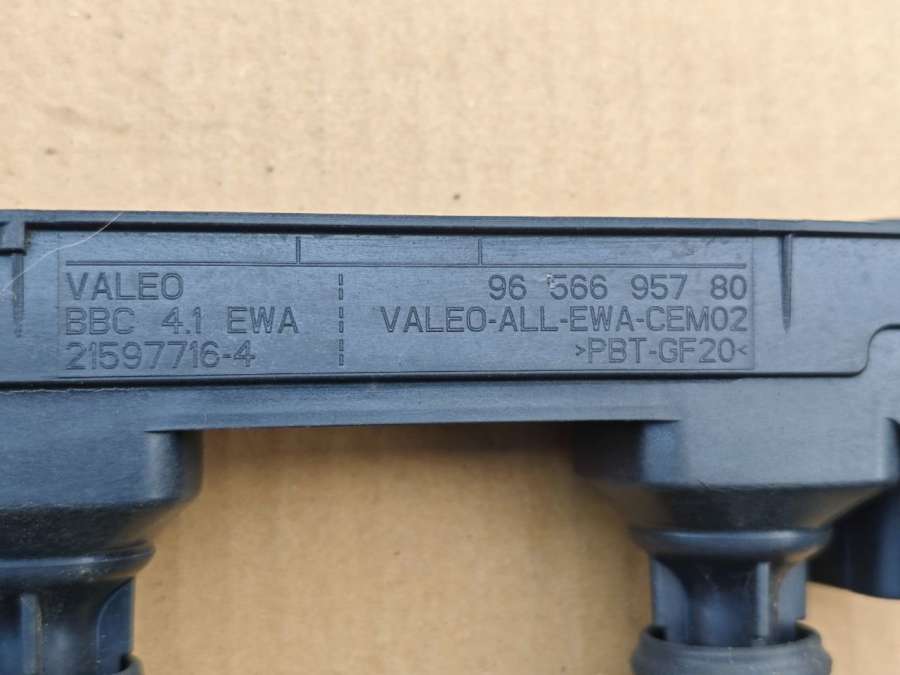 VALEO 96 566 957 80
BBC 4.1 EWA VALEO-ALL-EWA-CEM02
21597716-4 >PBT-GF20<